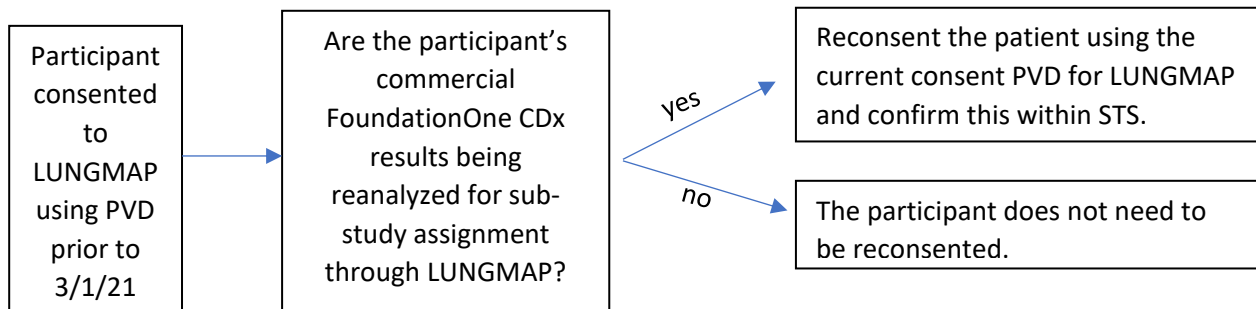 Participant
consented
to
LUNGMAP
using PVD
prior to
3/1/21
Are the participant’s
commercial
FoundationOne CDx
results being
reanalyzed for sub-
study assignment
through LUNGMAP?
yes
no
Reconsent the patient using the
current consent PVD for LUNGMAP
and confirm this within STS.
The participant does not need to
be reconsented.